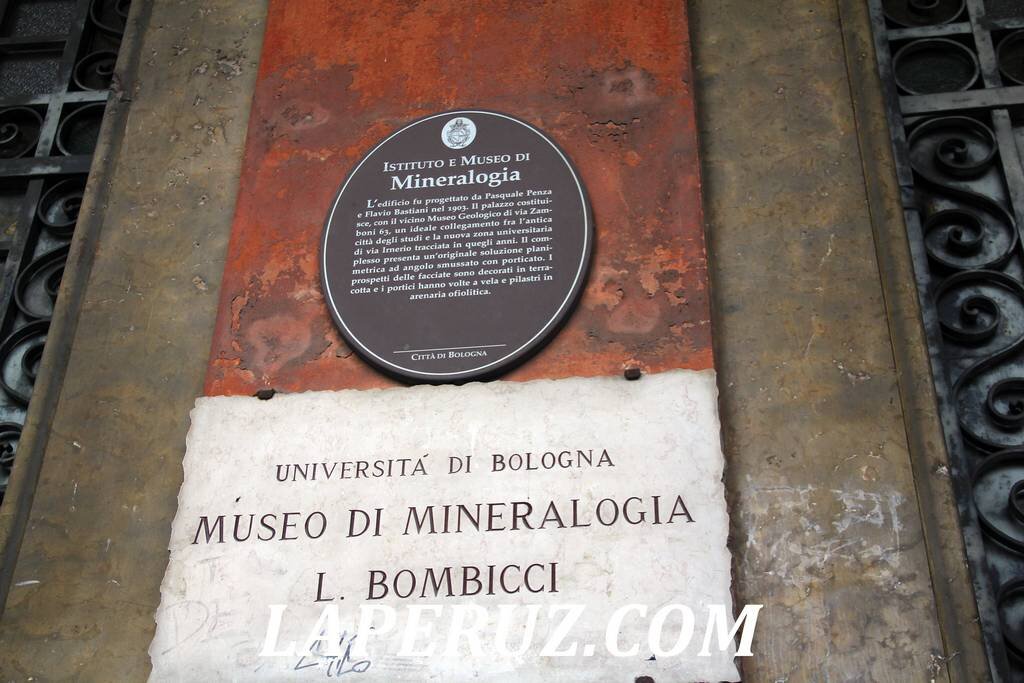 ISTITUTO E MUSEO DI
Mineralogia
L'edificio fu progettato da Pasquale Penza
e Flavio Bastiani nel 1903. Il palazzo costitui-
sce, con il vicino Museo Geologico di via Zam-
boni 63, un ideale collegamento fra l'antica
città degli studi e la nuova zona universitaria
di via Irnerio tracciata in quegli anni. Il com-
plesso presenta un'originale soluzione plani-
metrica ad angolo smussato con porticato. I
prospetti delle facciate sono decorati in terra-
cotta e i portici hanno volte a vela e pilastri in
arenaria ofiolitica.
CITTÀ DI BOLOGNA
UNIVERSITÁ DI BOLOGNA
MUSEO DI MINERALOGIA
L. BOMBICCI
LAPERUZ.COM